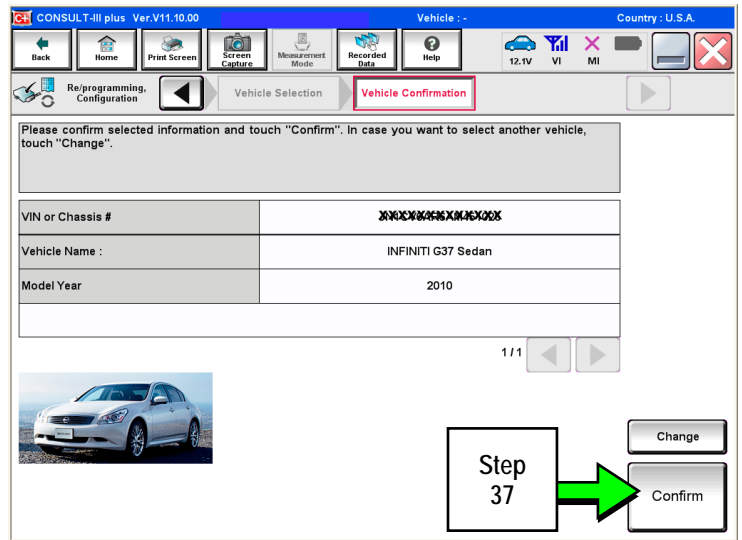 C+ CONSULT-III plus Ver.V11.10.00 Vehicle : - Country : U.S.A.
Back
Home
Print Screen
Screen
Capture
Measurement
Mode
Recorded
Data
Help
12.1V
VI
MI
Re/programming,
Configuration
Vehicle Selection
Vehicle Confirmation
Please confirm selected information and touch "Confirm". In case you want to select another vehicle,
touch "Change".
VIN or Chassis #
Vehicle Name : INFINITI G37 Sedan
Model Year 2010
1/1
Change
Step
37
Confirm